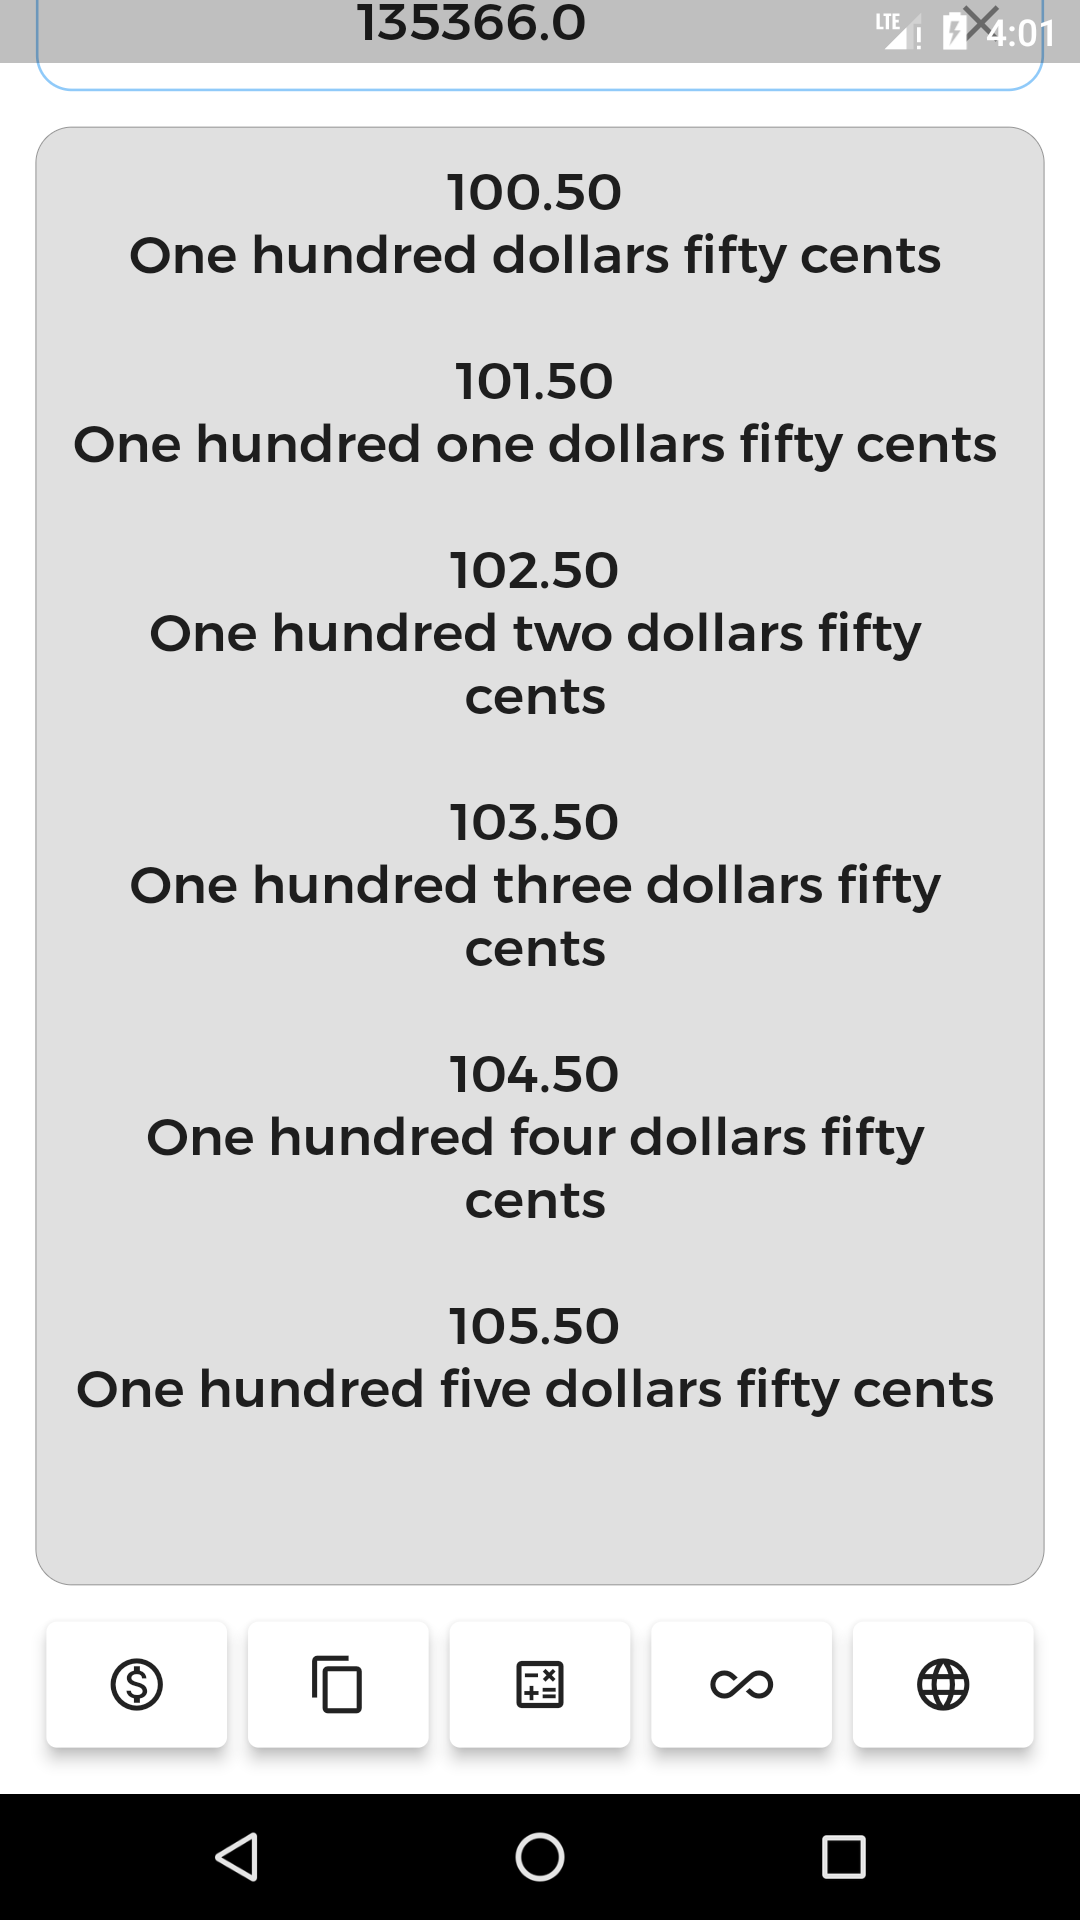 135366.0
LTE 4:01
100.50
One hundred dollars fifty cents
101.50
One hundred one dollars fifty cents
102.50
One hundred two dollars fifty
cents
103.50
One hundred three dollars fifty
cents
104.50
One hundred four dollars fifty
cents
105.50
One hundred five dollars fifty cents